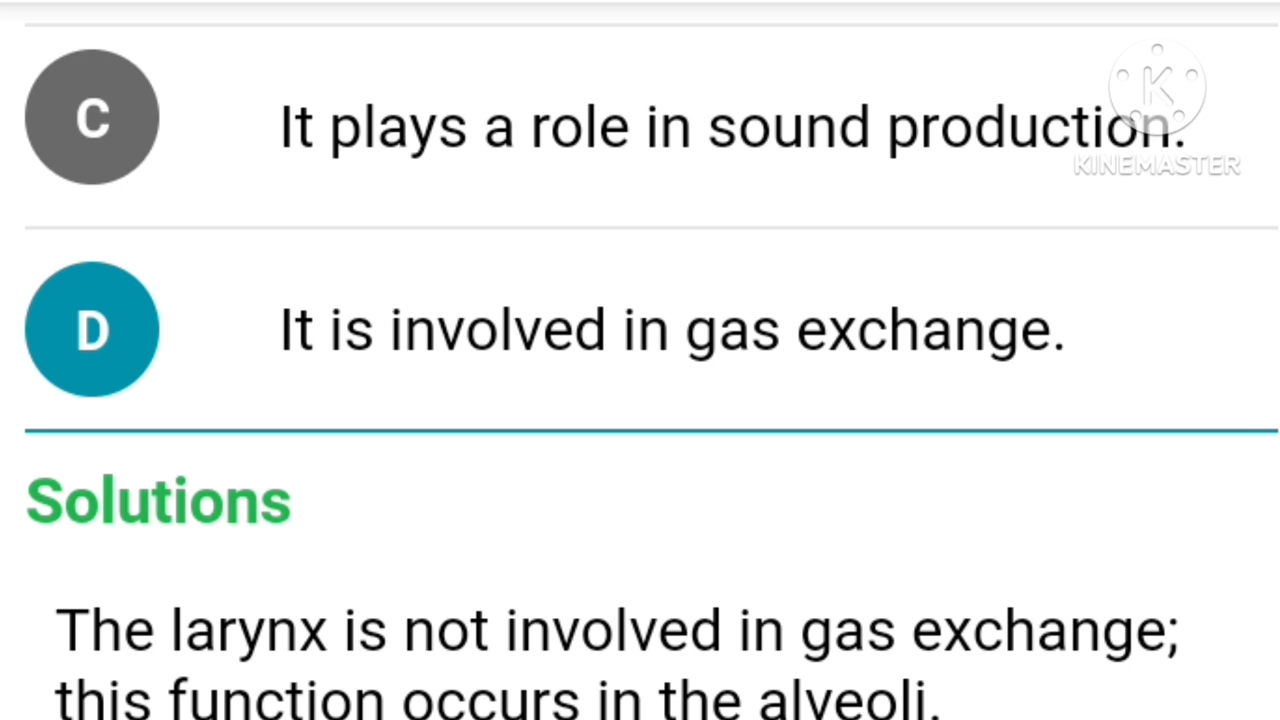 C
It plays a role in sound production.
K
KINEMASTER
D
It is involved in gas exchange.
Solutions
The larynx is not involved in gas exchange;
this function occurs in the alveoli.